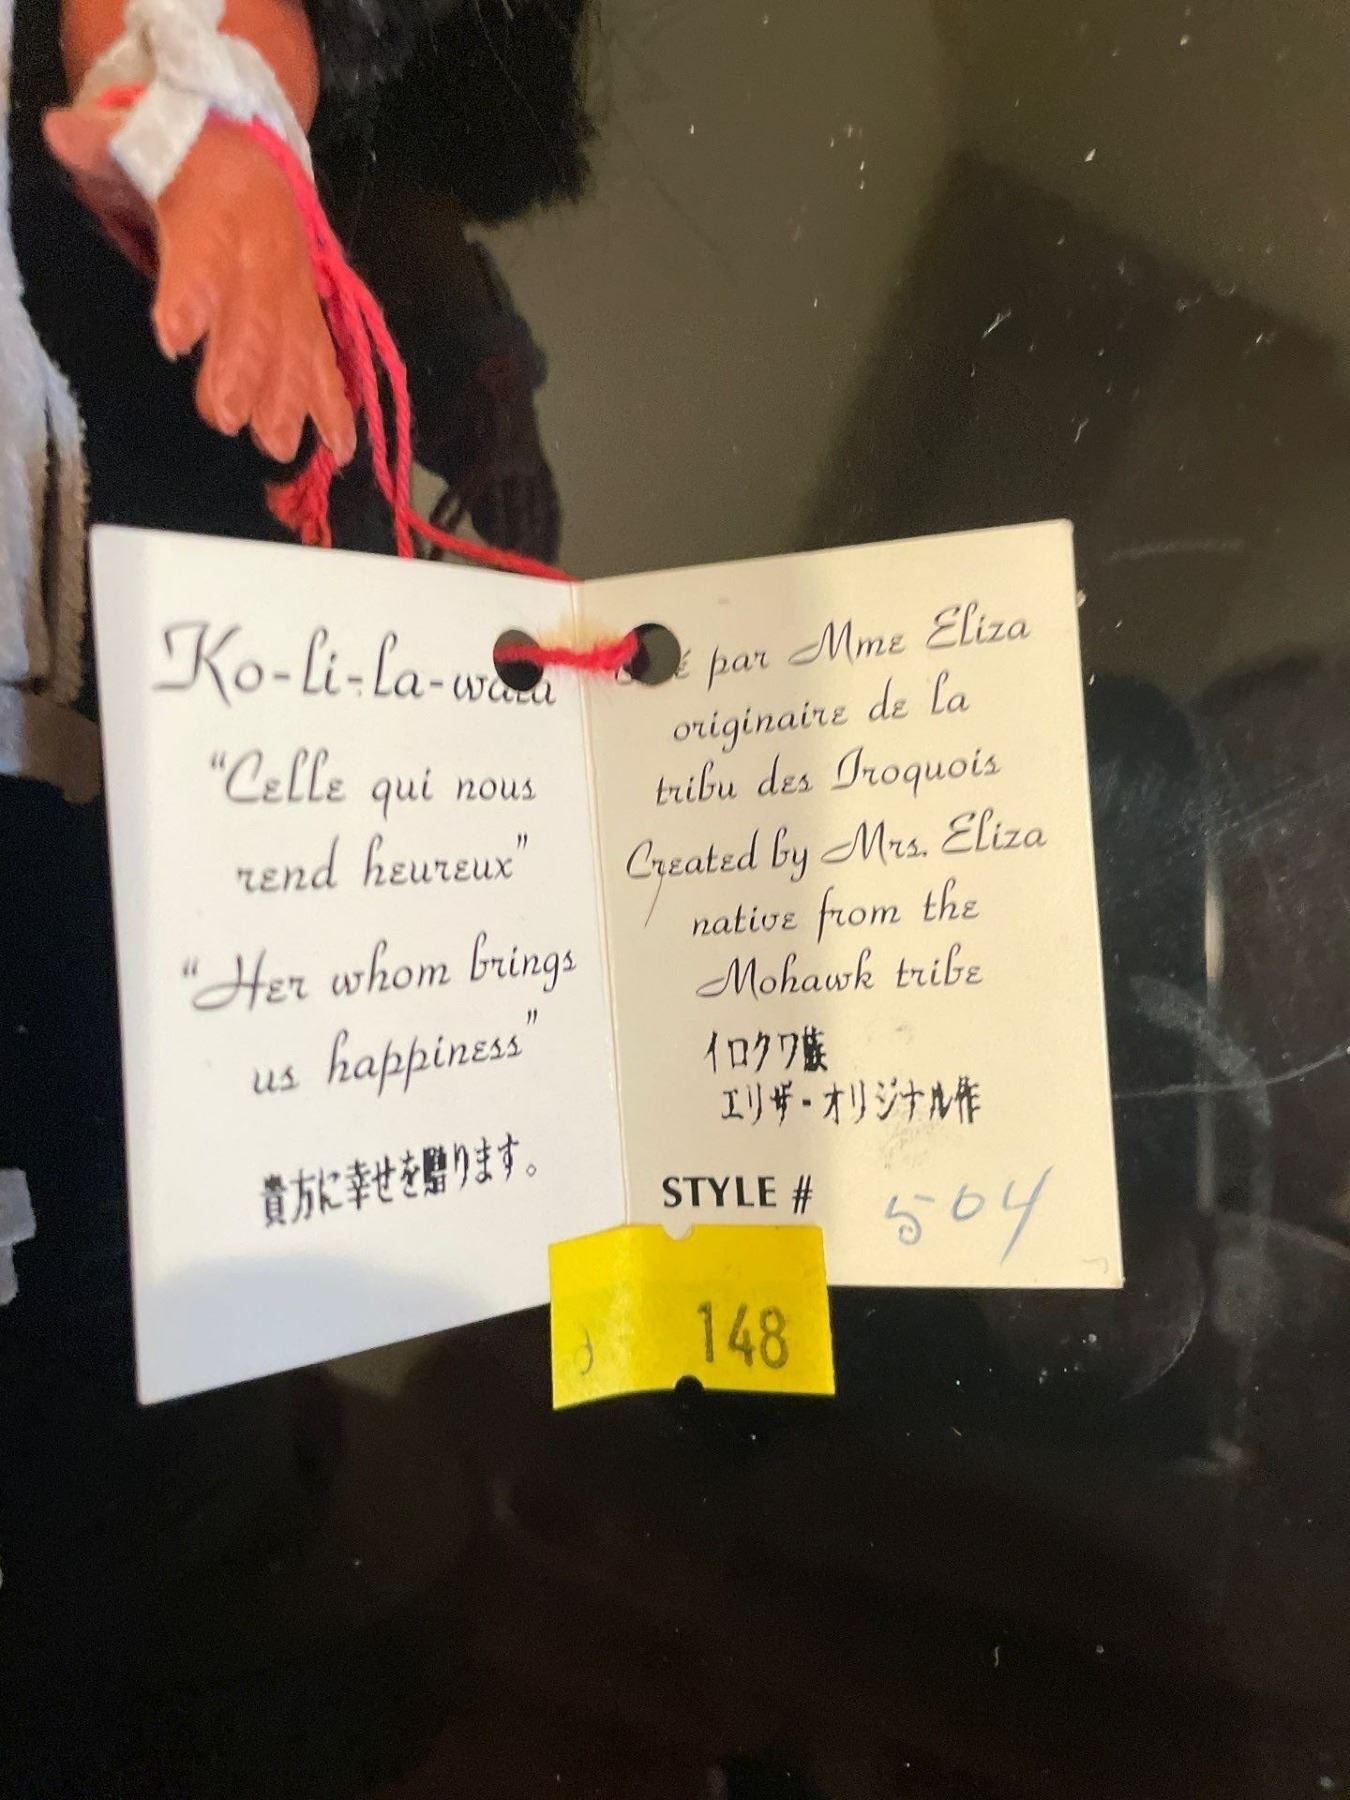 Ko-li-la-wala
"Celle qui nous
rend heureux"
"Her whom brings
us happiness"
貴方に幸せを贈ります。
par Mme Eliza
originaire de la
tribu des Iroquois
Created by Mrs. Eliza
native from the
Mohawk tribe
イロクワ族
エリザ-オリジナル作
STYLE # 504
148